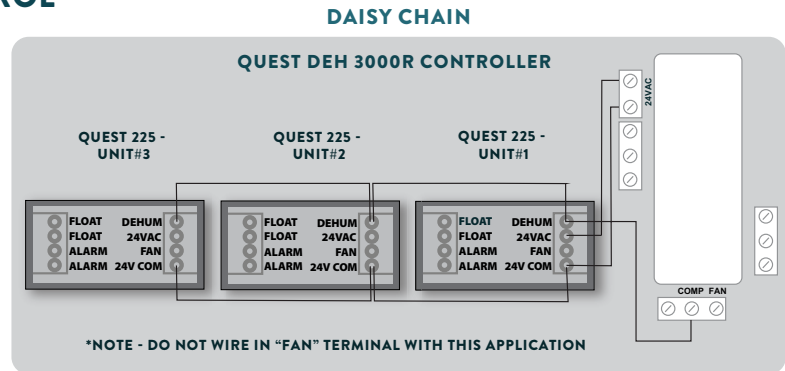 DAISY CHAIN
QUEST DEH 3000R CONTROLLER
24VAC
QUEST 225 -
UNIT#3
QUEST 225 -
UNIT#2
QUEST 225 -
UNIT#1
FLOAT DEHUM
FLOAT 24VAC
ALARM FAN
ALARM 24V COM
FLOAT DEHUM
FLOAT 24VAC
ALARM FAN
ALARM 24V COM
FLOAT DEHUM
FLOAT 24VAC
ALARM FAN
ALARM 24V COM
COMP FAN
*NOTE - DO NOT WIRE IN “FAN” TERMINAL WITH THIS APPLICATION